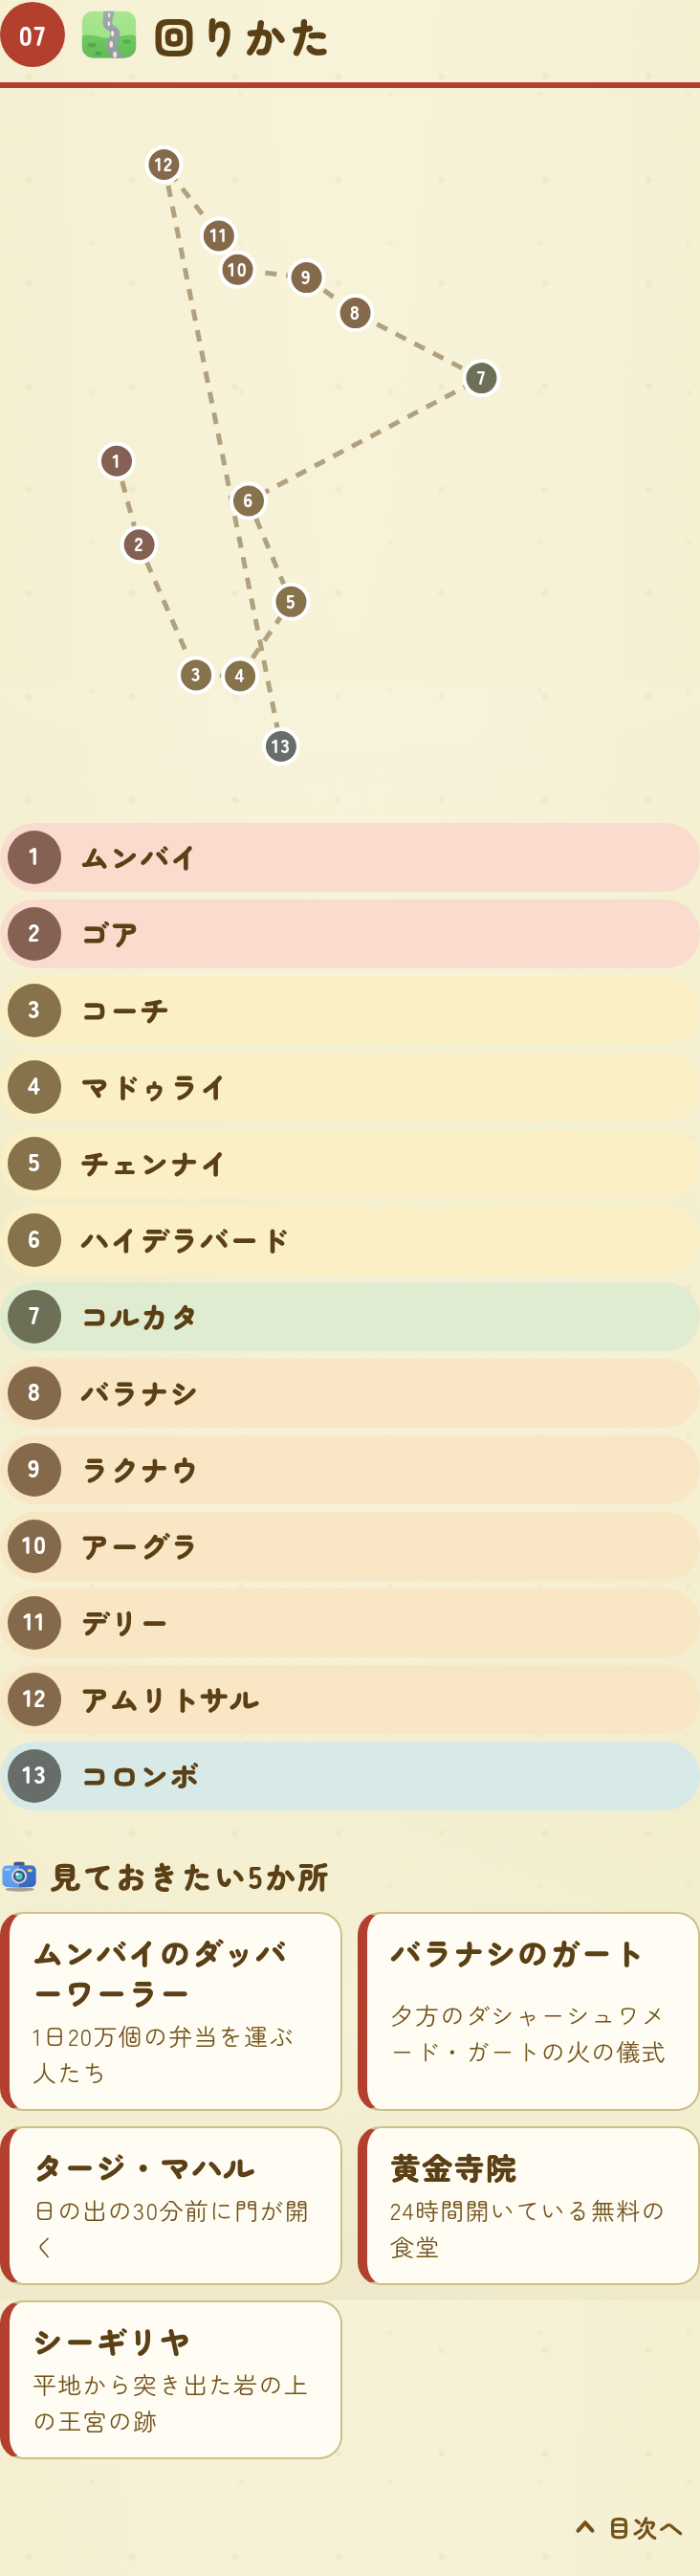 07 回りかた
12
11
10
9
8
7
1
6
2
5
3
4
13
1 ムンバイ
2 ゴア
3 コーチ
4 マドゥライ
5 チェンナイ
6 ハイデラバード
7 コルカタ
8 バラナシ
9 ラクナウ
10 アーグラ
11 デリー
12 アムリトサル
13 コロンボ
見ておきたい5か所
ムンバイのダッバ
ーワーラー
1日20万個の弁当を運ぶ
人たち
バラナシのガート
夕方のダシャーシュワメ
ード・ガートの火の儀式
タージ・マハル
日の出の30分前に門が開
く
黄金寺院
24時間開いている無料の
食堂
シーギリヤ
平地から突き出た岩の上
の王宮の跡
目次へ